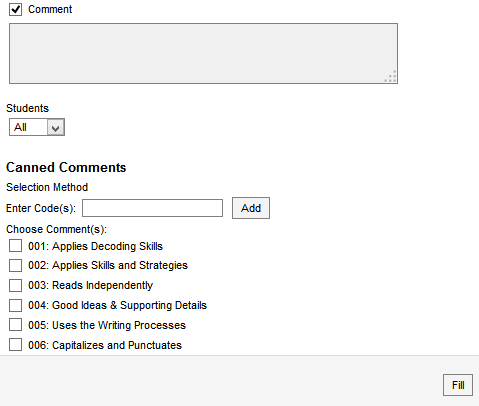 Comment
Students
All
Canned Comments
Selection Method
Enter Code(s):
Add
Choose Comment(s):
001: Applies Decoding Skills
002: Applies Skills and Strategies
003: Reads Independently
004: Good Ideas & Supporting Details
005: Uses the Writing Processes
006: Capitalizes and Punctuates
Fill